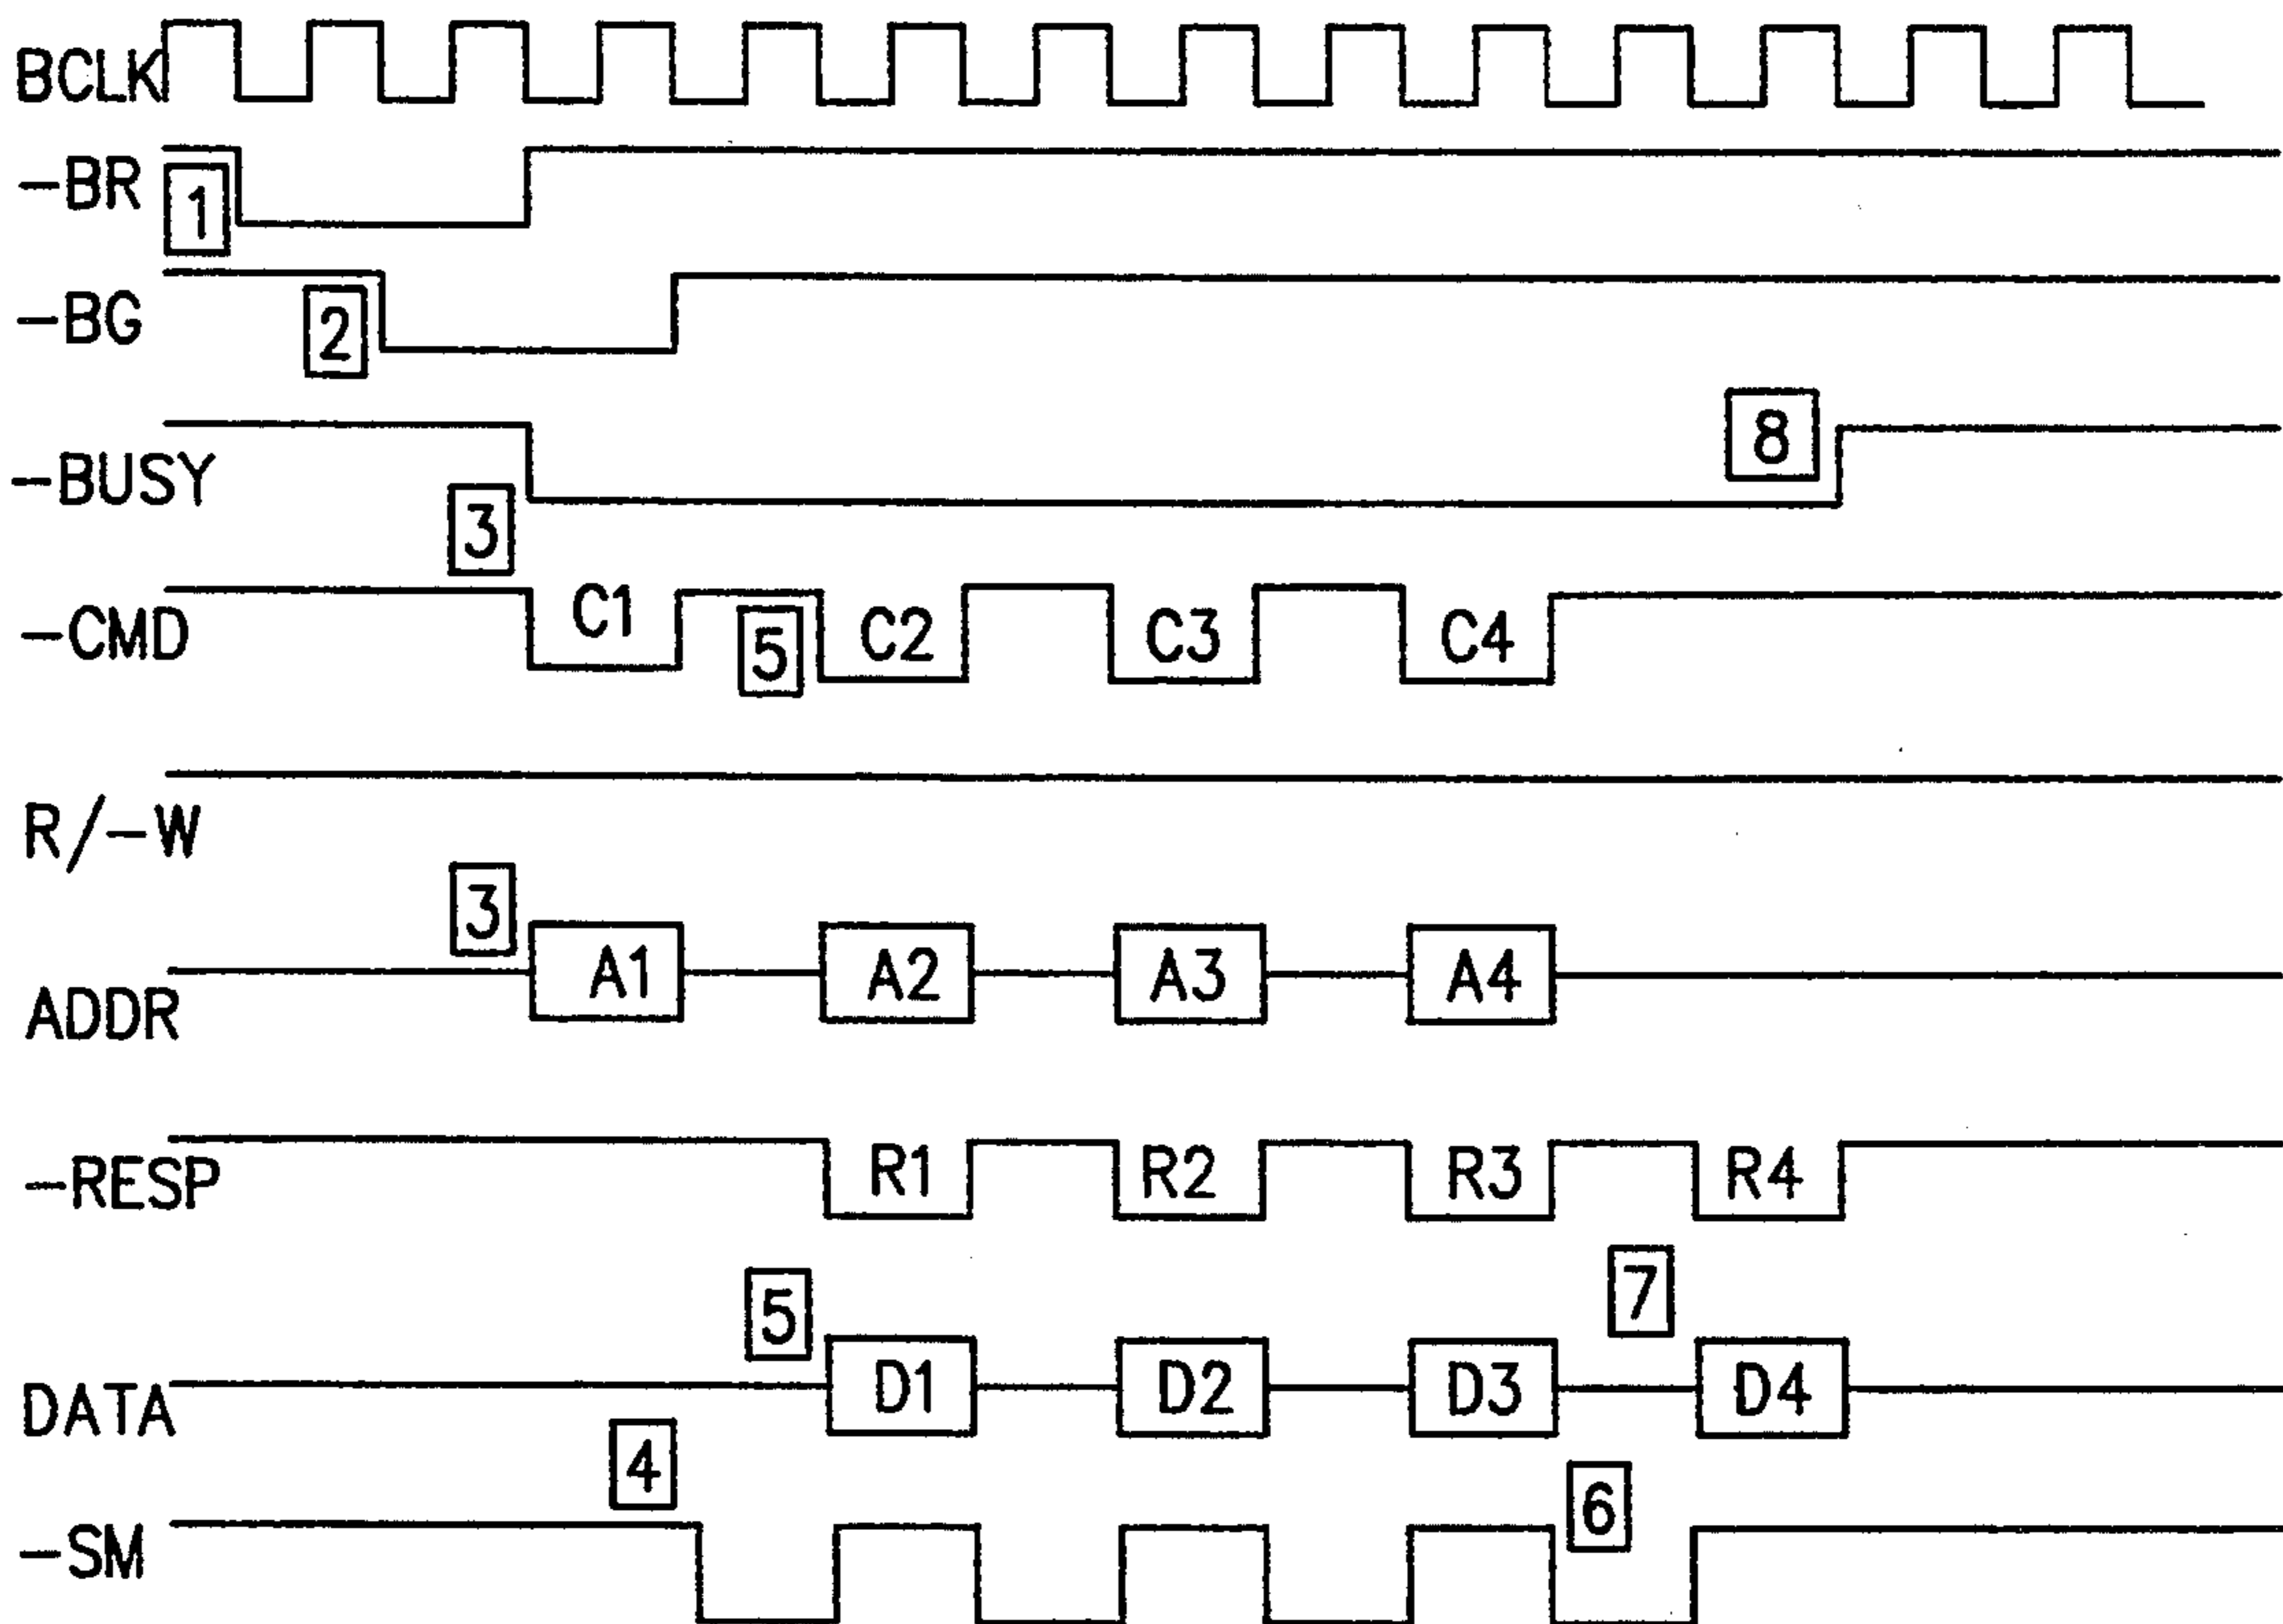 BCLK
-BR
1
-BG
2
-BUSY
3
8
-CMD
C1
5
C2
C3
C4
R/-W
3
ADDR
A1
A2
A3
A4
-RESP
R1
R2
R3
R4
5
7
DATA
D1
D2
D3
D4
4
6
-SM